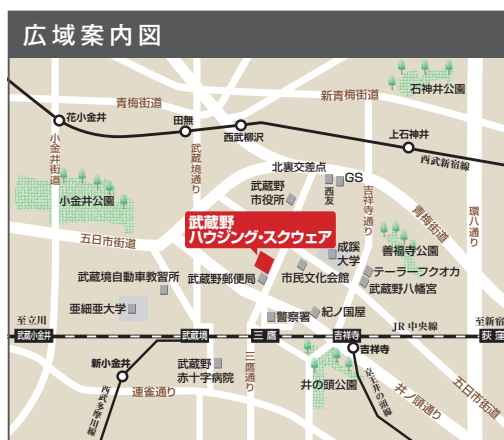 広域案内図
石神井公園
新青梅街道
青梅街道
花小金井
田無
西武柳沢
上石神井
西武新宿線
小金井街道
武蔵境通り
北裏交差点
GS
西友
武蔵野
市役所
吉祥寺通り
青梅街道
環八通り
小金井公園
武蔵野
ハウジング・スクウェア
五日市街道
成蹊
大学
善福寺公園
武蔵境自動車教習所
武蔵野郵便局
市民文化会館
テーラーフクオカ
武蔵野八幡宮
亜細亜大学
警察署
紀ノ国屋
至立川
JR中央線
至新宿
武蔵小金井
武蔵境
三鷹
吉祥寺
荻窪
新小金井
武蔵野
赤十字病院
三鷹通り
吉祥寺
井の頭公園
西武多摩川線
連雀通り
京王井の頭線
井ノ頭通り
五日市街道